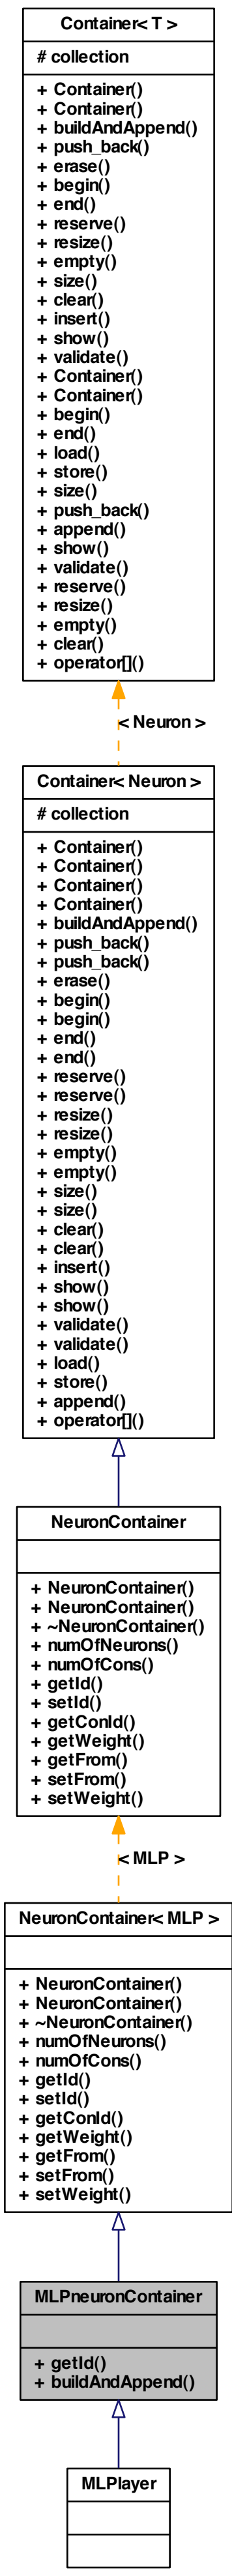 Container< T >
# collection
+ Container()
+ Container()
+ buildAndAppend()
+ push_back()
+ erase()
+ begin()
+ end()
+ reserve()
+ resize()
+ empty()
+ size()
+ clear()
+ insert()
+ show()
+ validate()
+ Container()
+ Container()
+ begin()
+ end()
+ load()
+ store()
+ size()
+ push_back()
+ append()
+ show()
+ validate()
+ reserve()
+ resize()
+ empty()
+ clear()
+ operator[]()
< Neuron >
Container< Neuron >
# collection
+ Container()
+ Container()
+ Container()
+ Container()
+ buildAndAppend()
+ push_back()
+ push_back()
+ erase()
+ begin()
+ begin()
+ end()
+ end()
+ reserve()
+ reserve()
+ resize()
+ resize()
+ empty()
+ empty()
+ size()
+ size()
+ clear()
+ clear()
+ insert()
+ show()
+ show()
+ validate()
+ validate()
+ load()
+ store()
+ append()
+ operator[]()
NeuronContainer
+ NeuronContainer()
+ NeuronContainer()
+ ~NeuronContainer()
+ numOfNeurons()
+ numOfCons()
+ getId()
+ setId()
+ getConId()
+ getWeight()
+ getFrom()
+ setFrom()
+ setWeight()
< MLP >
NeuronContainer< MLP >
+ NeuronContainer()
+ NeuronContainer()
+ ~NeuronContainer()
+ numOfNeurons()
+ numOfCons()
+ getId()
+ setId()
+ getConId()
+ getWeight()
+ getFrom()
+ setFrom()
+ setWeight()
MLPneuronContainer
+ getId()
+ buildAndAppend()
MLPlayer